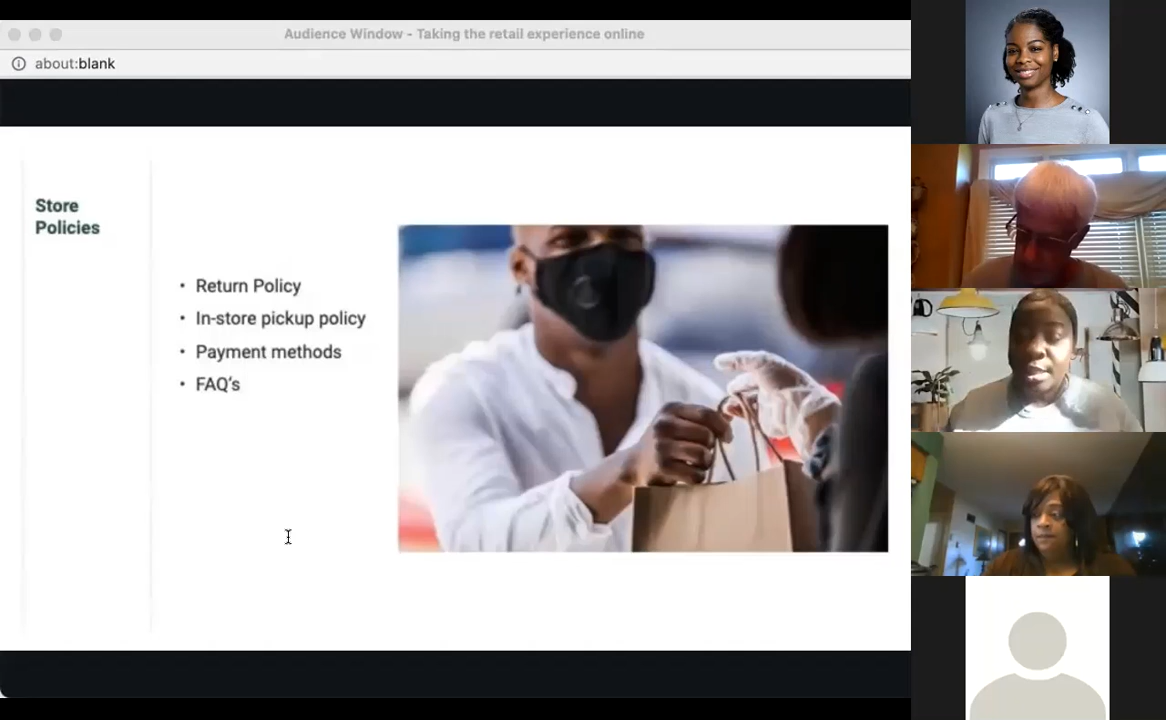 Audience Window - Taking the retail experience online
about:blank
Store
Policies
• Return Policy
• In-store pickup policy
• Payment methods
• FAQ's